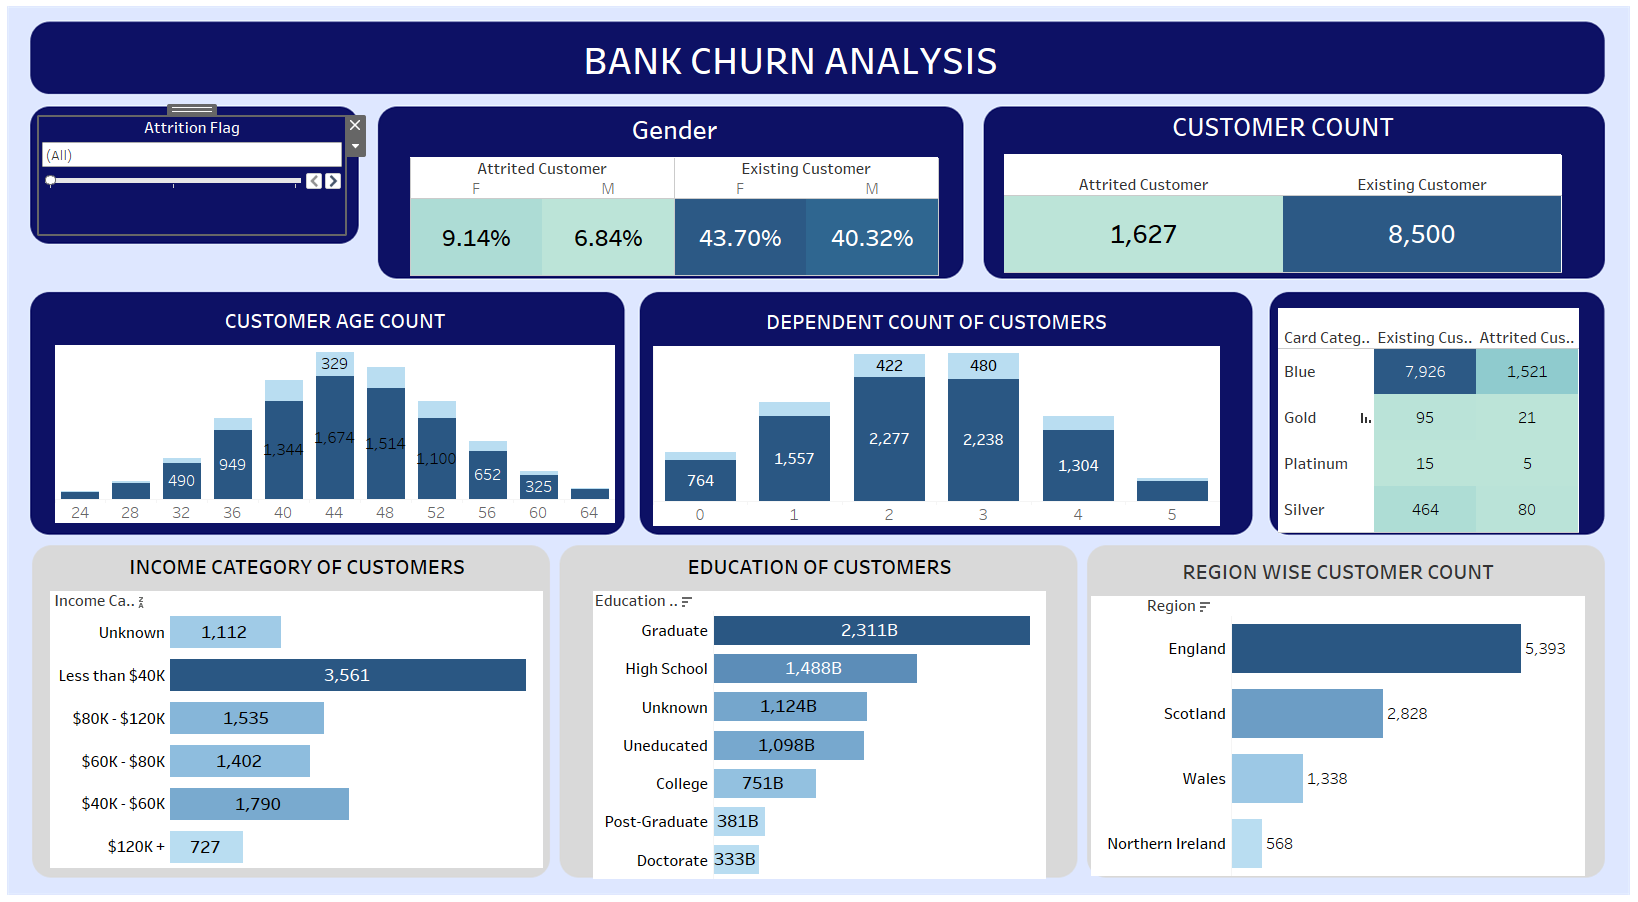 BANK CHURN ANALYSIS
Attrition Flag
(All)
Gender
Attrited Customer Existing Customer
F M F M
9.14% 6.84% 43.70% 40.32%
CUSTOMER COUNT
Attrited Customer Existing Customer
1,627 8,500
CUSTOMER AGE COUNT
329
490 949 1,344 1,674 1,514 1,100 652 325
24 28 32 36 40 44 48 52 56 60 64
DEPENDENT COUNT OF CUSTOMERS
422 480
764 1,557 2,277 2,238 1,304
0 1 2 3 4 5
Card Categ.. Existing Cus.. Attrited Cus..
Blue 7,926 1,521
Gold 95 21
Platinum 15 5
Silver 464 80
INCOME CATEGORY OF CUSTOMERS
Income Ca..
Unknown 1,112
Less than $40K 3,561
$80K - $120K 1,535
$60K - $80K 1,402
$40K - $60K 1,790
$120K + 727
EDUCATION OF CUSTOMERS
Education ..
Graduate 2,311B
High School 1,488B
Unknown 1,124B
Uneducated 1,098B
College 751B
Post-Graduate 381B
Doctorate 333B
REGION WISE CUSTOMER COUNT
Region
England 5,393
Scotland 2,828
Wales 1,338
Northern Ireland 568